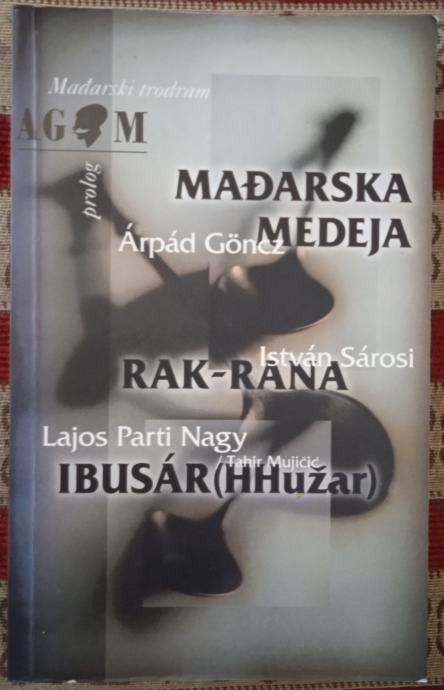 Mađarski trodram
AGM
prolog
MAĐARSKA
MEDEJA
Árpád Göncz
István Sárosi
RAK-RANA
Lajos Parti Nagy
/ Tahir Mujičić
IBUSÁR(HHužar)